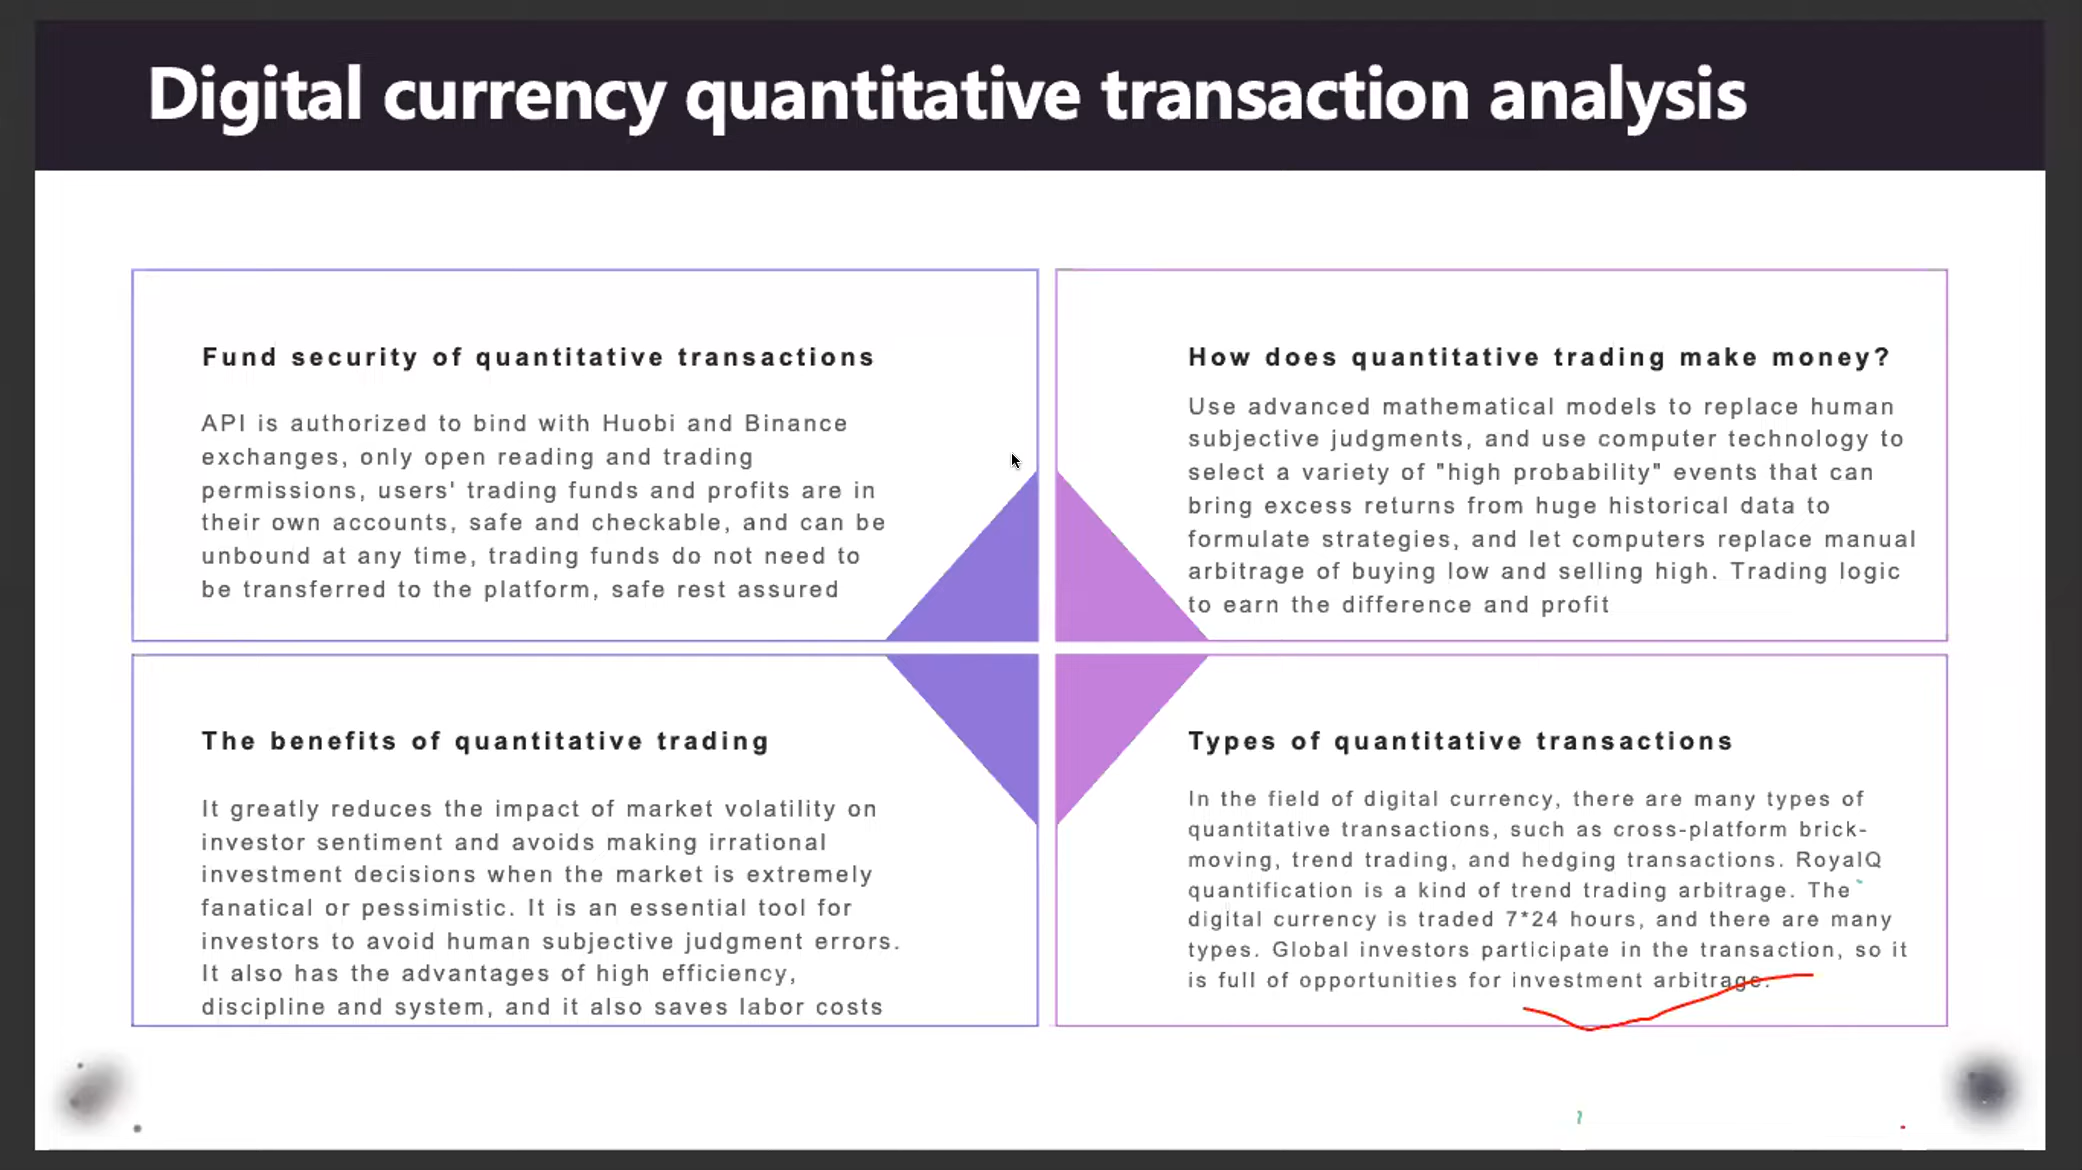 Digital currency quantitative transaction analysis
Fund security of quantitative transactions
API is authorized to bind with Huobi and Binance
exchanges, only open reading and trading
permissions, users' trading funds and profits are in
their own accounts, safe and checkable, and can be
unbound at any time, trading funds do not need to
be transferred to the platform, safe rest assured
How does quantitative trading make money?
Use advanced mathematical models to replace human
subjective judgments, and use computer technology to
select a variety of "high probability" events that can
bring excess returns from huge historical data to
formulate strategies, and let computers replace manual
arbitrage of buying low and selling high. Trading logic
to earn the difference and profit
The benefits of quantitative trading
It greatly reduces the impact of market volatility on
investor sentiment and avoids making irrational
investment decisions when the market is extremely
fanatical or pessimistic. It is an essential tool for
investors to avoid human subjective judgment errors.
It also has the advantages of high efficiency,
discipline and system, and it also saves labor costs
Types of quantitative transactions
In the field of digital currency, there are many types of
quantitative transactions, such as cross-platform brick-
moving, trend trading, and hedging transactions. RoyalQ
quantification is a kind of trend trading arbitrage. The
digital currency is traded 7*24 hours, and there are many
types. Global investors participate in the transaction, so it
is full of opportunities for investment arbitrage.